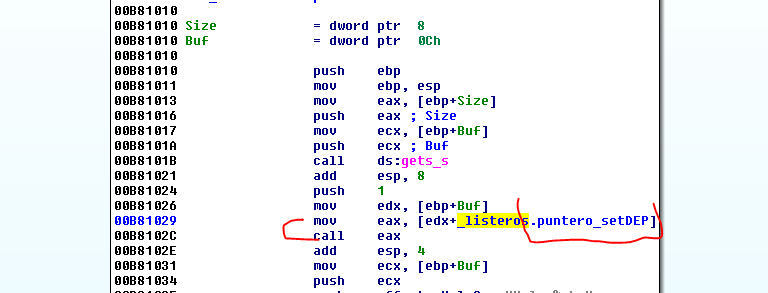 00B81010
00B81010 Size = dword ptr 8
00B81010 Buf = dword ptr 0Ch
00B81010
00B81010 push ebp
00B81011 mov ebp, esp
00B81013 mov eax, [ebp+Size]
00B81016 push eax ; Size
00B81017 mov ecx, [ebp+Buf]
00B8101A push ecx ; Buf
00B8101B call ds:gets_s
00B81021 add esp, 8
00B81024 push 1
00B81026 mov edx, [ebp+Buf]
00B81029 mov eax, [edx+_listeros.puntero_setDEP]
00B8102C call eax
00B8102E add esp, 4
00B81031 mov ecx, [ebp+Buf]
00B81034 push ecx